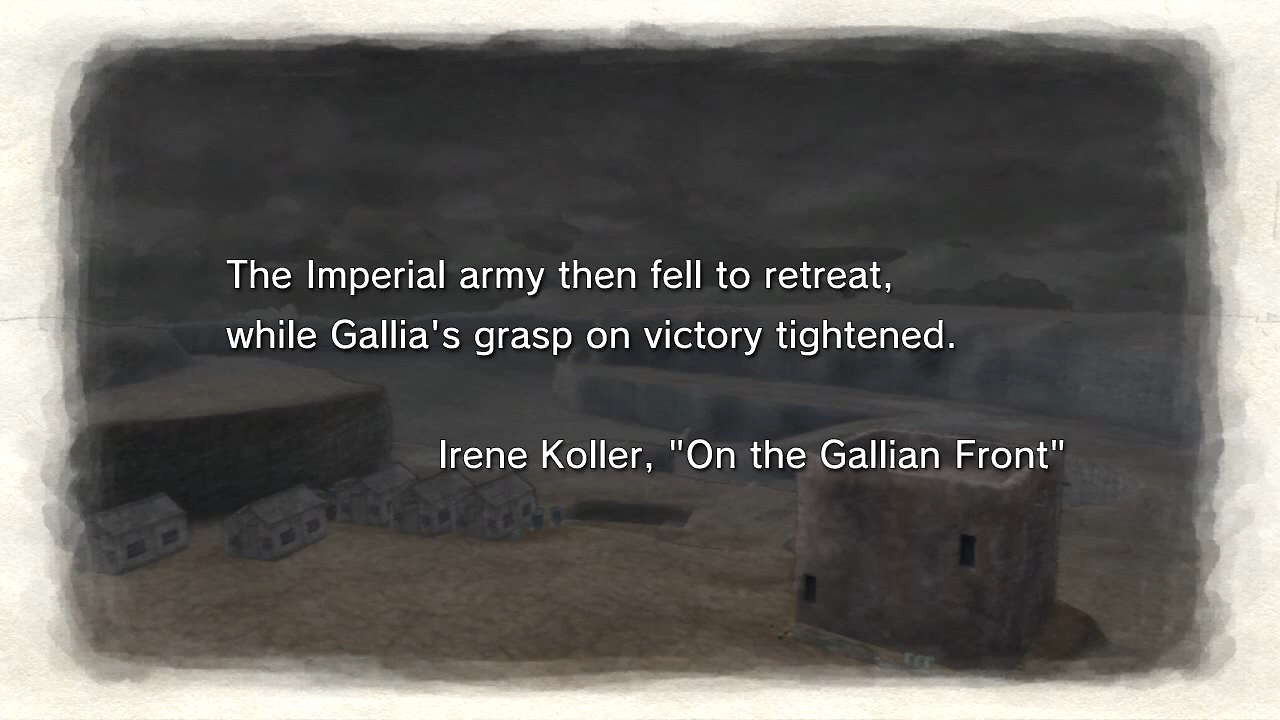 The Imperial army then fell to retreat,
while Gallia's grasp on victory tightened.
Irene Koller, "On the Gallian Front"